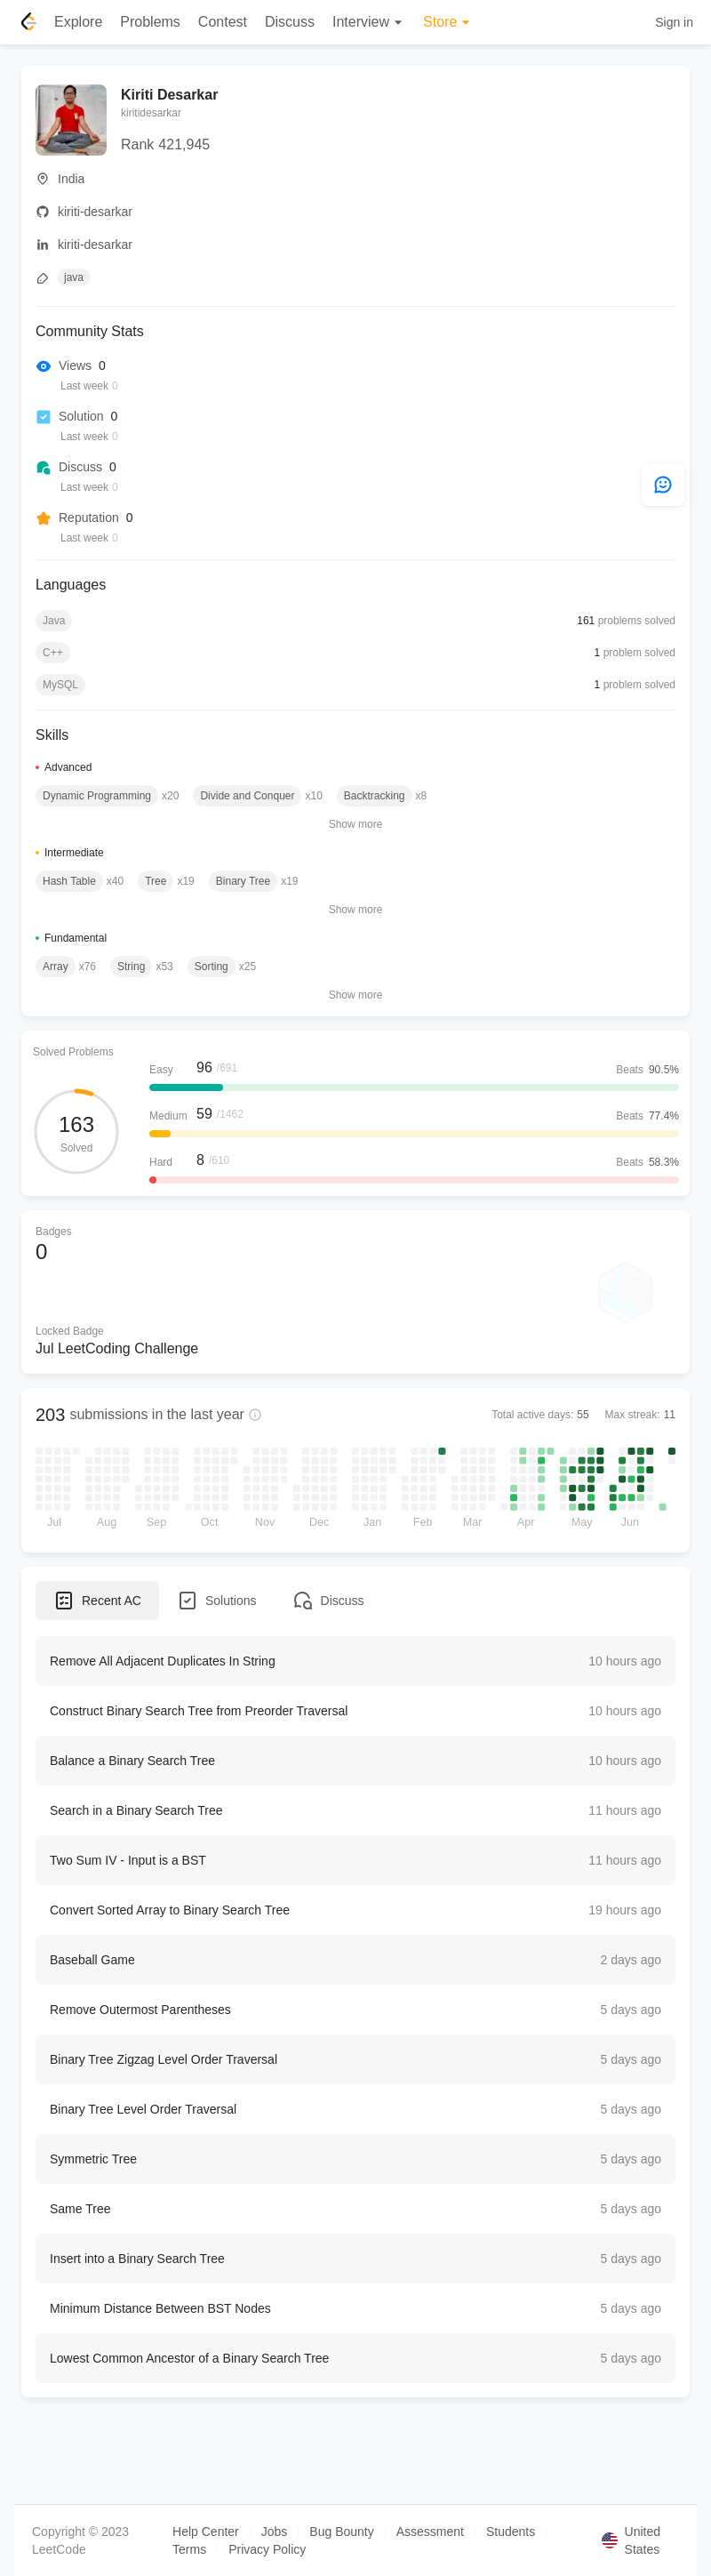 Explore Problems Contest Discuss Interview Store Sign in
Kiriti Desarkar
kiritidesarkar
Rank 421,945
India
kiriti-desarkar
kiriti-desarkar
java
Community Stats
Views 0
Last week 0
Solution 0
Last week 0
Discuss 0
Last week 0
Reputation 0
Last week 0
Languages
Java 161 problems solved
C++ 1 problem solved
MySQL 1 problem solved
Skills
Advanced
Dynamic Programming x20 Divide and Conquer x10 Backtracking x8
Show more
Intermediate
Hash Table x40 Tree x19 Binary Tree x19
Show more
Fundamental
Array x76 String x53 Sorting x25
Show more
Solved Problems
163
Solved
Easy 96 /691 Beats 90.5%
Medium 59 /1462 Beats 77.4%
Hard 8 /610 Beats 58.3%
Badges
0
Locked Badge
Jul LeetCoding Challenge
203 submissions in the last year Total active days: 55 Max streak: 11
Jul Aug Sep Oct Nov Dec Jan Feb Mar Apr May Jun
Recent AC Solutions Discuss
Remove All Adjacent Duplicates In String 10 hours ago
Construct Binary Search Tree from Preorder Traversal 10 hours ago
Balance a Binary Search Tree 10 hours ago
Search in a Binary Search Tree 11 hours ago
Two Sum IV - Input is a BST 11 hours ago
Convert Sorted Array to Binary Search Tree 19 hours ago
Baseball Game 2 days ago
Remove Outermost Parentheses 5 days ago
Binary Tree Zigzag Level Order Traversal 5 days ago
Binary Tree Level Order Traversal 5 days ago
Symmetric Tree 5 days ago
Same Tree 5 days ago
Insert into a Binary Search Tree 5 days ago
Minimum Distance Between BST Nodes 5 days ago
Lowest Common Ancestor of a Binary Search Tree 5 days ago
Copyright © 2023
LeetCode
Help Center Jobs Bug Bounty Assessment Students
Terms Privacy Policy
United
States